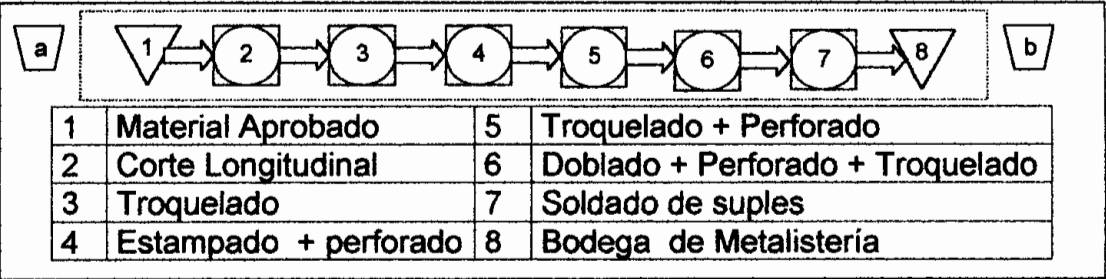 a 1 2 3 4 5 6 7 8 b
1 Material Aprobado 5 Troquelado + Perforado
2 Corte Longitudinal 6 Doblado + Perforado + Troquelado
3 Troquelado 7 Soldado de suples
4 Estampado + perforado 8 Bodega de Metalistería